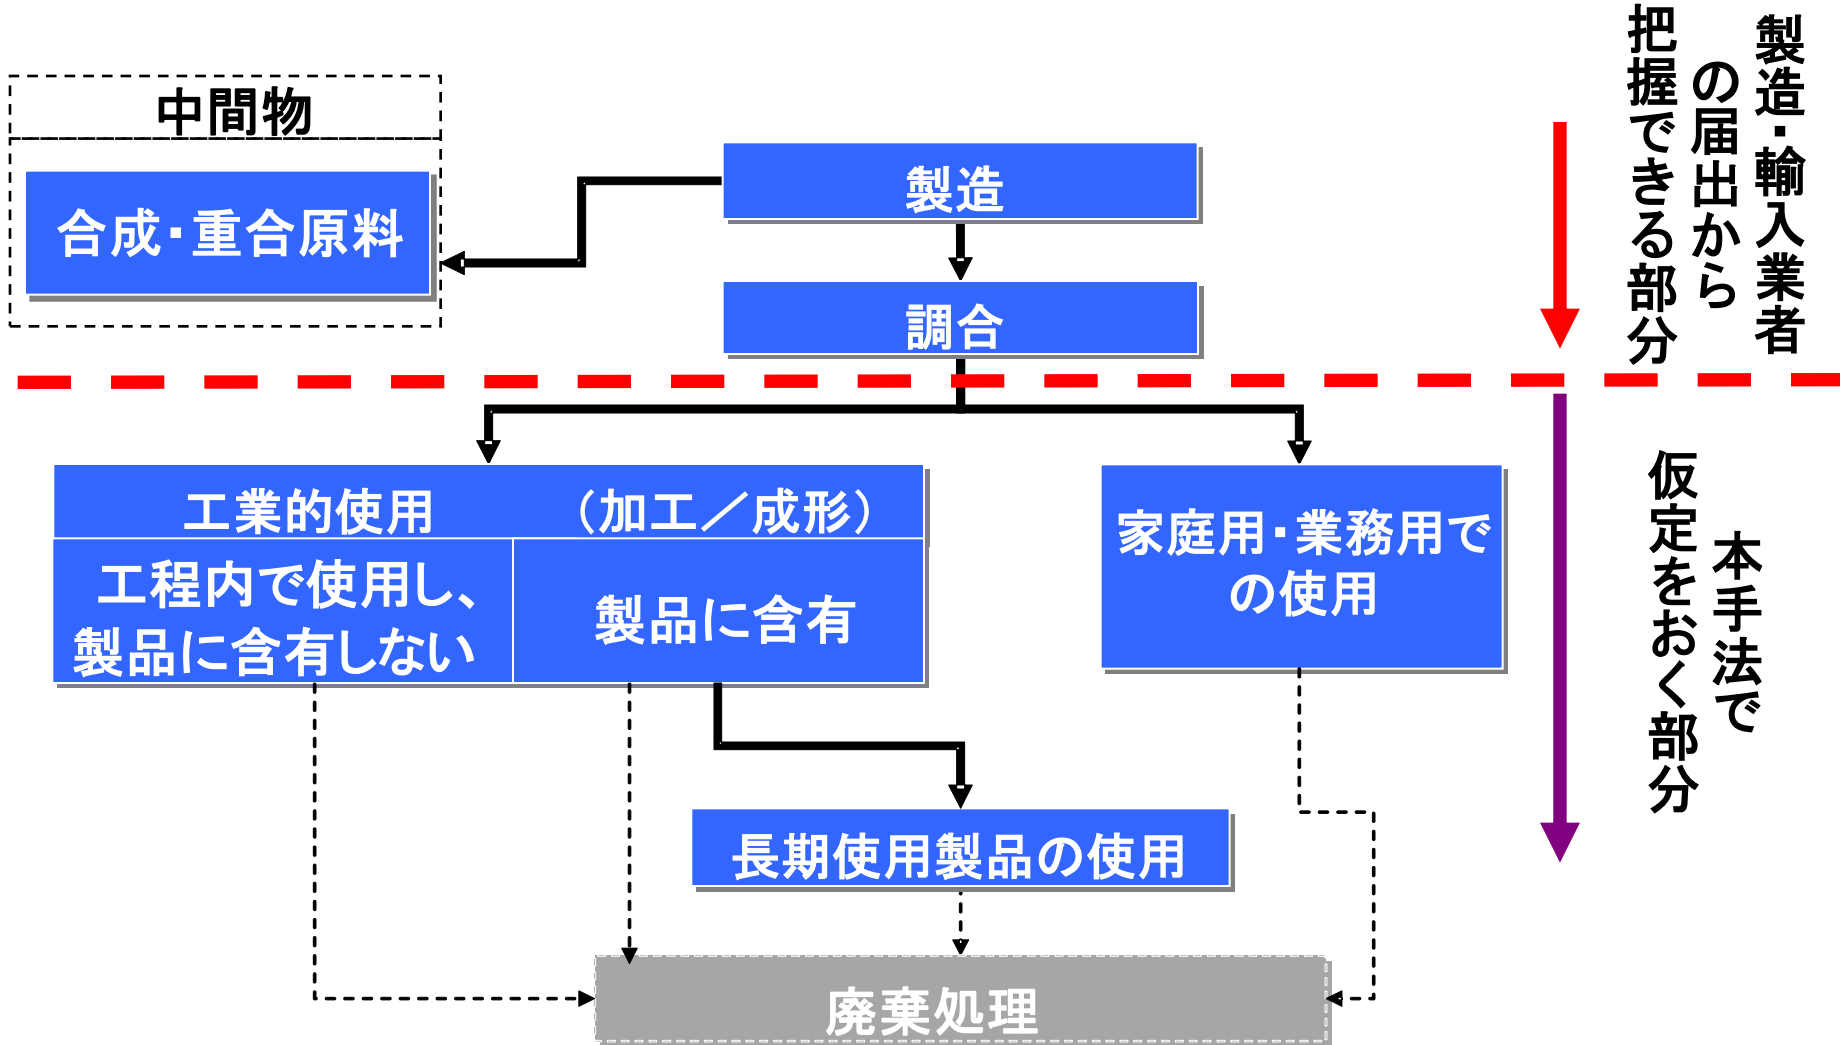 中間物
合成・重合原料
製造
調合
製造・輸入業者
の届出から
把握できる部分
工業的使用　　（加工／成形）
工程内で使用し、
製品に含有しない
製品に含有
家庭用・業務用で
の使用
本手法で
仮定をおく部分
長期使用製品の使用
廃棄処理